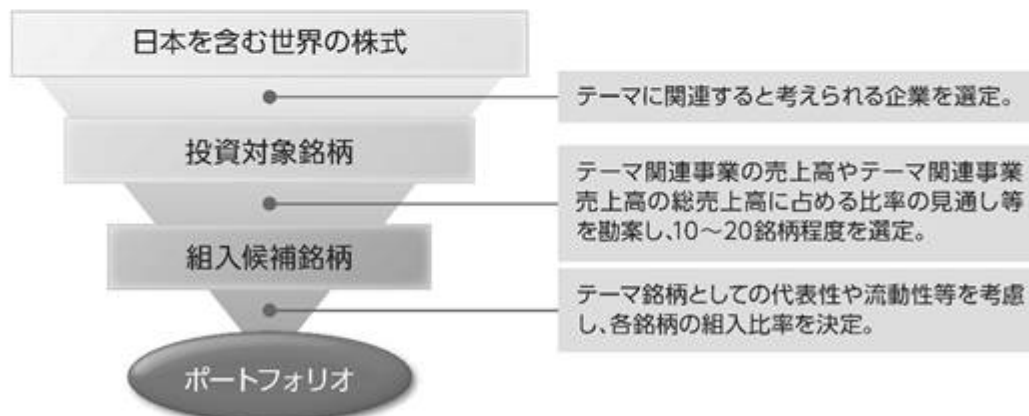 日本を含む世界の株式
テーマに関連すると考えられる企業を選定。
投資対象銘柄
テーマ関連事業の売上高やテーマ関連事業
売上高の総売上高に占める比率の見通し等
を勘案し、10～20銘柄程度を選定。
組入候補銘柄
テーマ銘柄としての代表性や流動性等を考慮
し、各銘柄の組入比率を決定。
ポートフォリオ